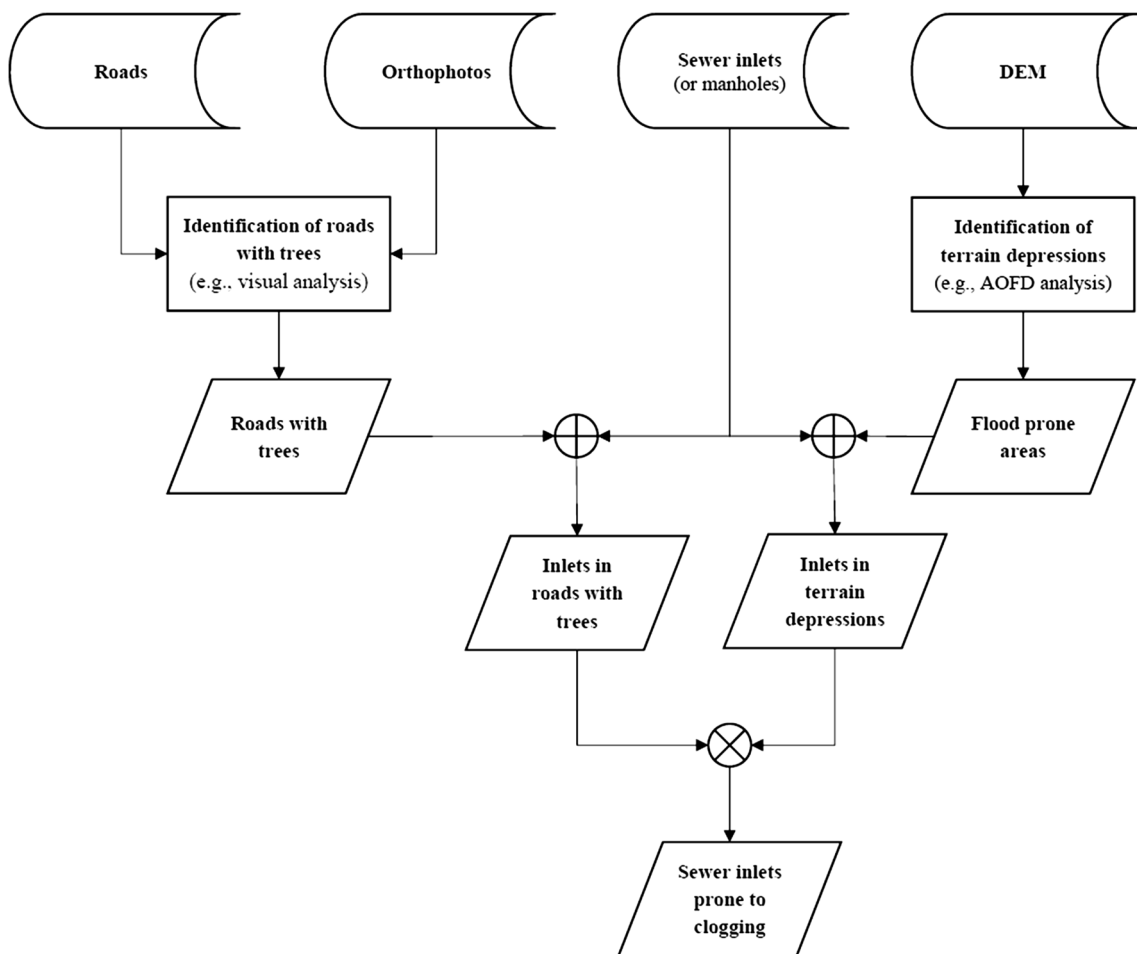 Roads
Orthophotos
Sewer inlets
(or manholes)
DEM
Identification of roads
with trees
(e.g., visual analysis)
Identification of
terrain depressions
(e.g., AOFD analysis)
Roads with
trees
Flood prone
areas
Inlets in
roads with
trees
Inlets in
terrain
depressions
Sewer inlets
prone to
clogging